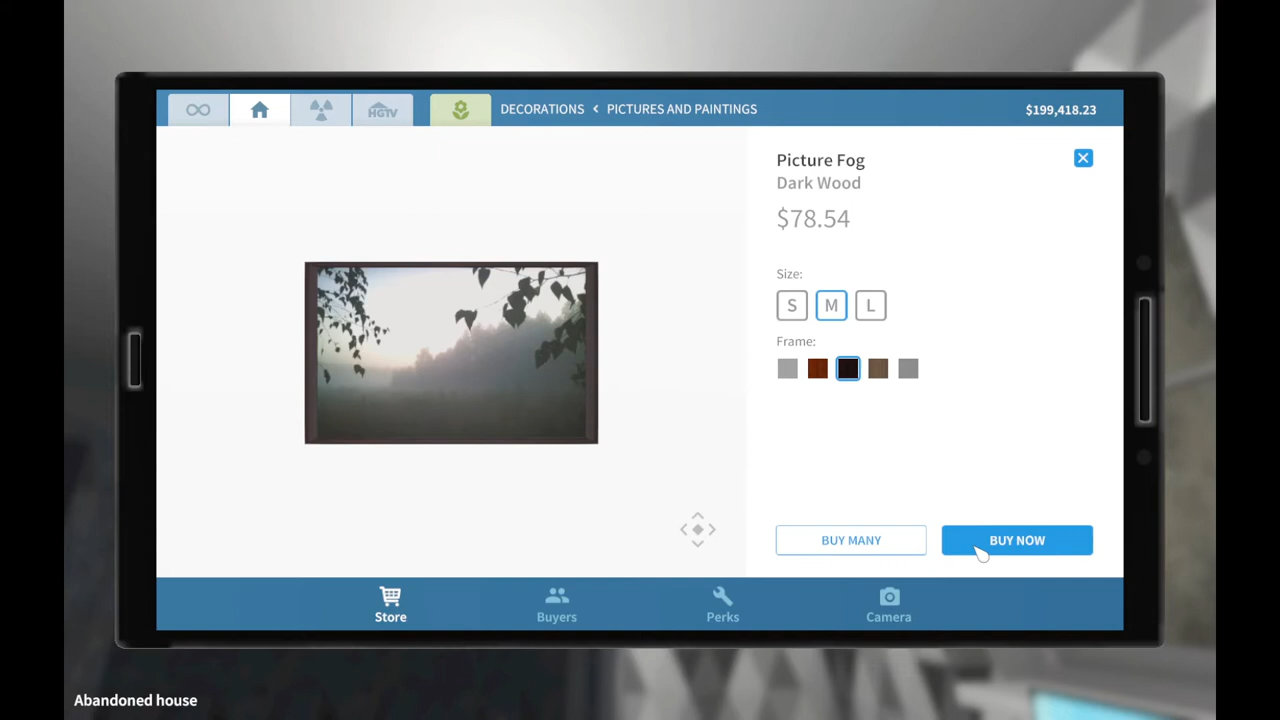 HGTV
DECORATIONS < PICTURES AND PAINTINGS
$199,418.23
Picture Fog
Dark Wood
$78.54
Size:
S M L
Frame:
BUY MANY
BUY NOW
Store
Buyers
Perks
Camera
Abandoned house